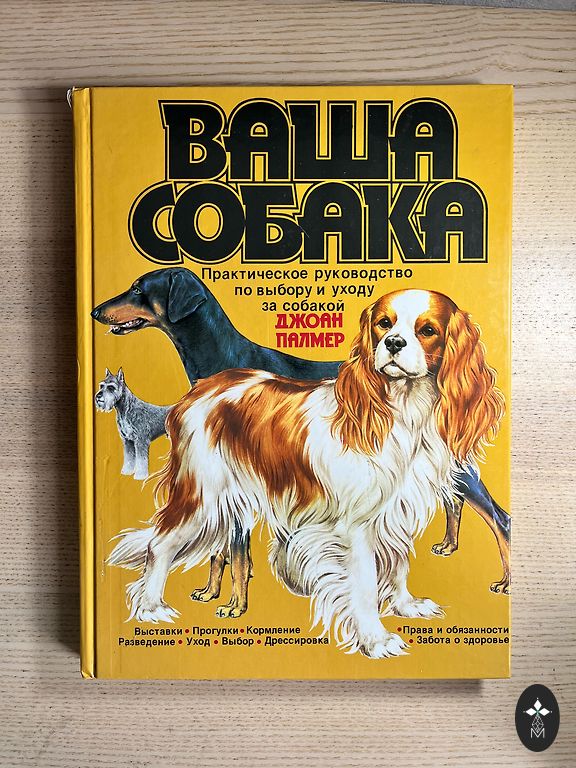 ВАША
СОБАКА
Практическое руководство
по выбору и уходу
за собакой
ДЖОАН
ПАЛМЕР
Выставки • Прогулки • Кормление
Разведение • Уход • Выбор • Дрессировка
• Права и обязанности
• Забота о здоровье
М